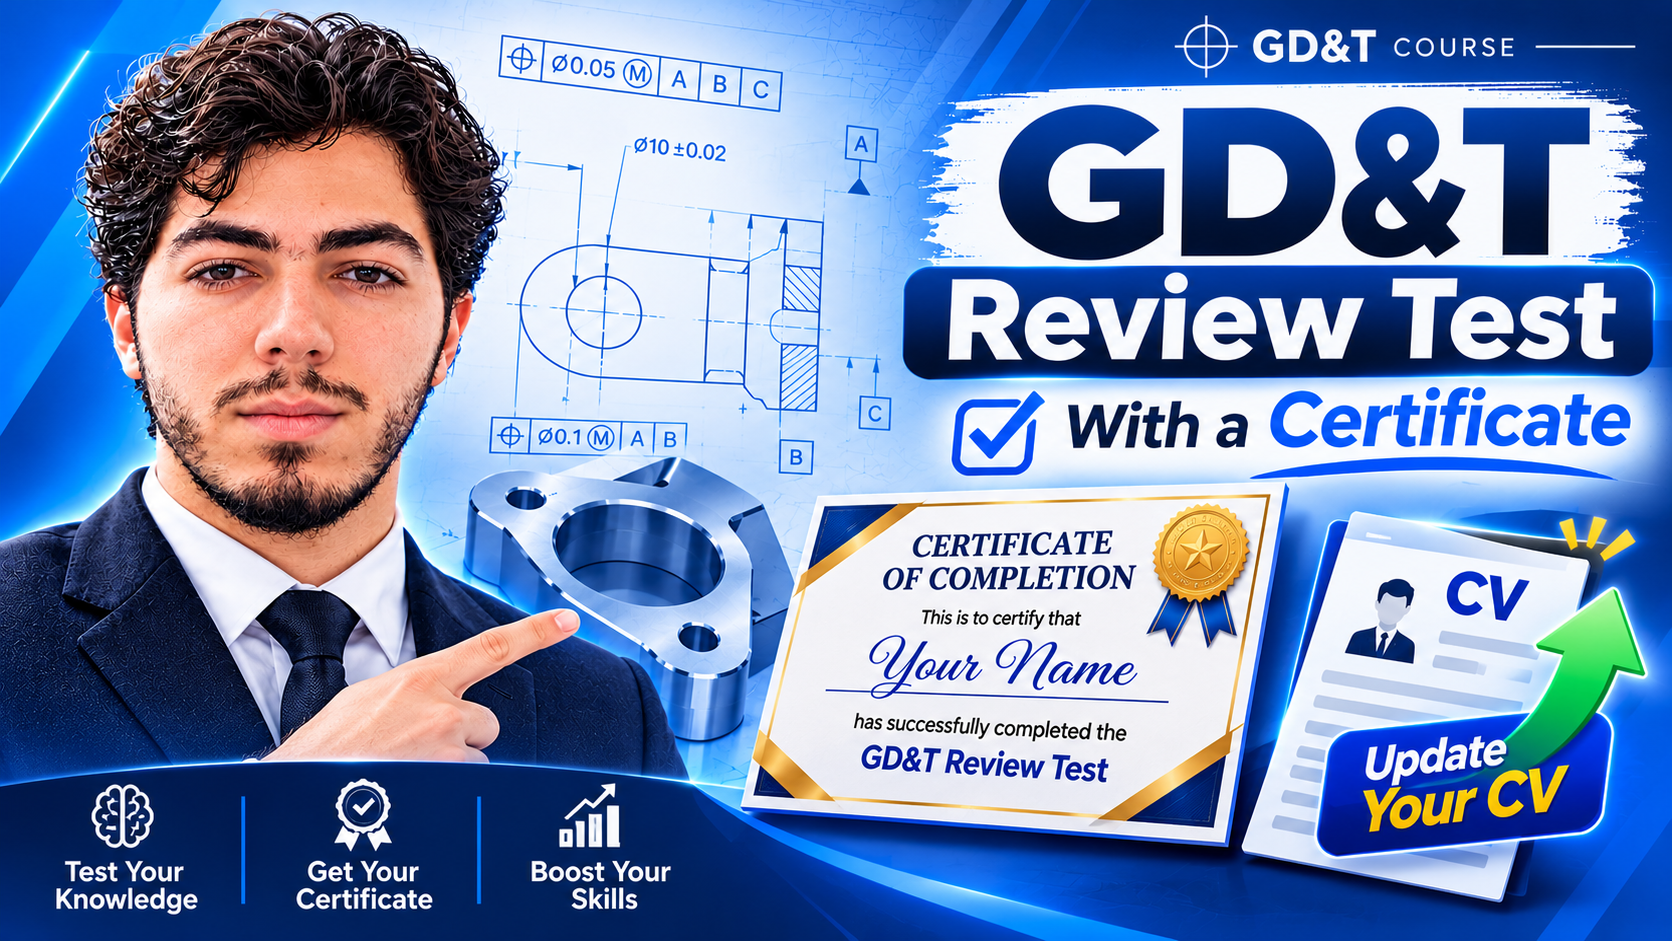 GD&T COURSE
GD&T
Review Test
With a Certificate
⌖ Ø0.05 Ⓜ A B C
Ø10 ±0.02
A
C
B
⌖ Ø0.1 Ⓜ A B
CERTIFICATE
OF COMPLETION
This is to certify that
Your Name
has successfully completed the
GD&T Review Test
CV
Update
Your CV
Test Your
Knowledge
Get Your
Certificate
Boost Your
Skills